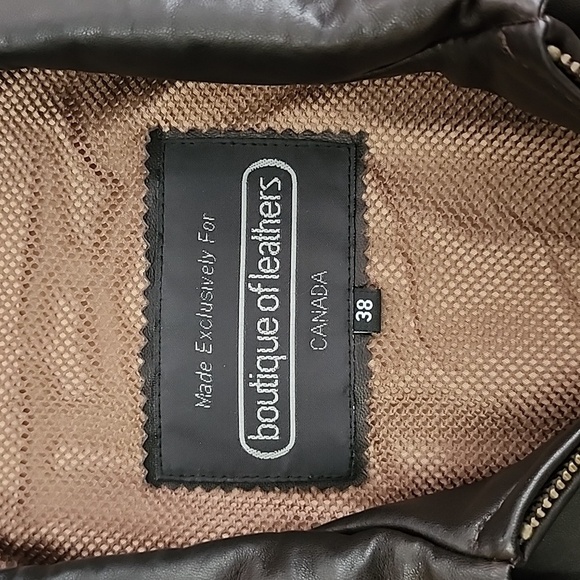 Made Exclusively For
boutique of leathers
CANADA
38